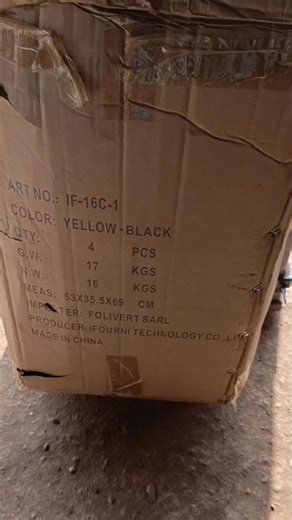 ART NO.: IF-16C-1
COLOR: YELLOW-BLACK
QTY: 4 PCS
G.W. 17 KGS
N.W: 16 KGS
MEAS: 53X35.5X69 CM
IMPORTER: FOLIVERT SARL
PRODUCER: IFOURNI TECHNOLOGY CO.,
MADE IN CHINA